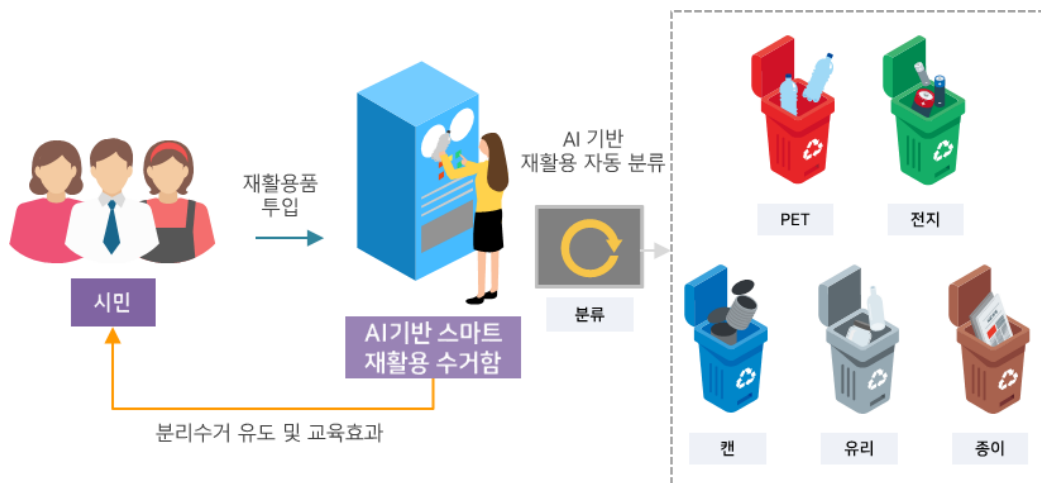 시민
재활용품
투입
AI기반 스마트
재활용 수거함
분리수거 유도 및 교육효과
AI 기반
재활용 자동 분류
분류
PET
전지
캔
유리
종이